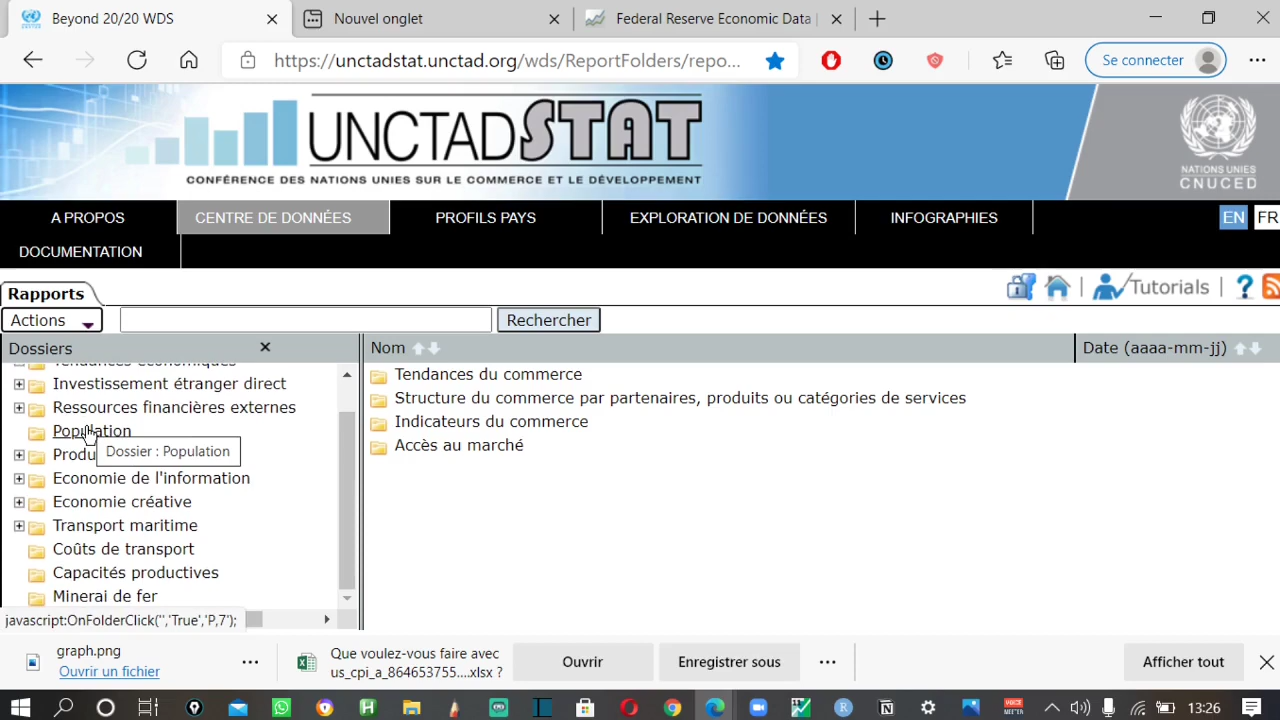 Beyond 20/20 WDS
Nouvel onglet
Federal Reserve Economic Data
https://unctadstat.unctad.org/wds/ReportFolders/repo...
Se connecter
UNCTADSTAT
CONFÉRENCE DES NATIONS UNIES SUR LE COMMERCE ET LE DÉVELOPPEMENT
NATIONS UNIES
CNUCED
A PROPOS
CENTRE DE DONNÉES
PROFILS PAYS
EXPLORATION DE DONNÉES
INFOGRAPHIES
EN
FR
DOCUMENTATION
Rapports
Tutorials
?
Actions
Rechercher
Dossiers
Nom
Date (aaaa-mm-jj)
Tendances économiques
Investissement étranger direct
Ressources financières externes
Population
Dossier : Population
Produ
Economie de l'information
Economie créative
Transport maritime
Coûts de transport
Capacités productives
Minerai de fer
Tendances du commerce
Structure du commerce par partenaires, produits ou catégories de services
Indicateurs du commerce
Accès au marché
javascript:OnFolderClick('','True','P,7');
graph.png
Ouvrir un fichier
Que voulez-vous faire avec
us_cpi_a_864653755....xlsx ?
Ouvrir
Enregistrer sous
Afficher tout
13:26